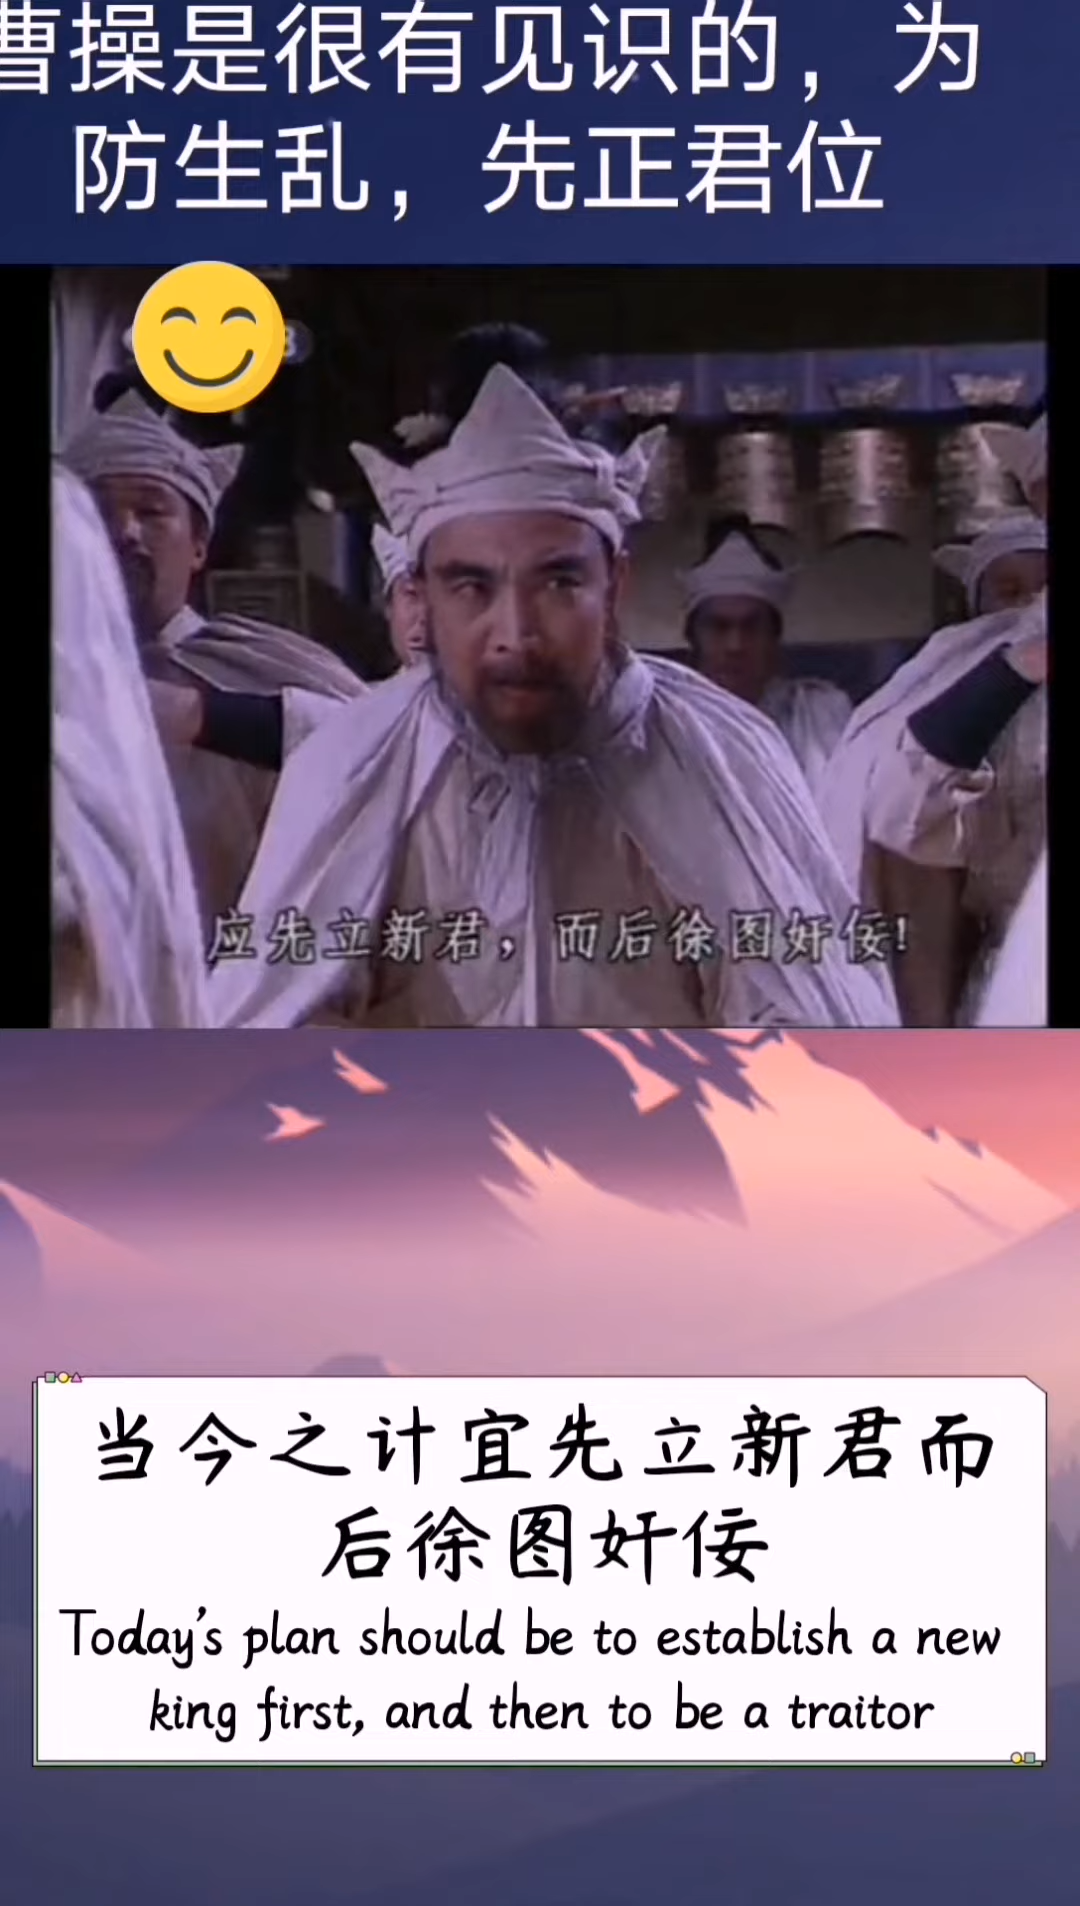 曹操是很有见识的，为
防生乱，先正君位
应先立新君，而后徐图奸佞!
当今之计宜先立新君而
后徐图奸佞
Today's plan should be to establish a new
king first, and then to be a traitor